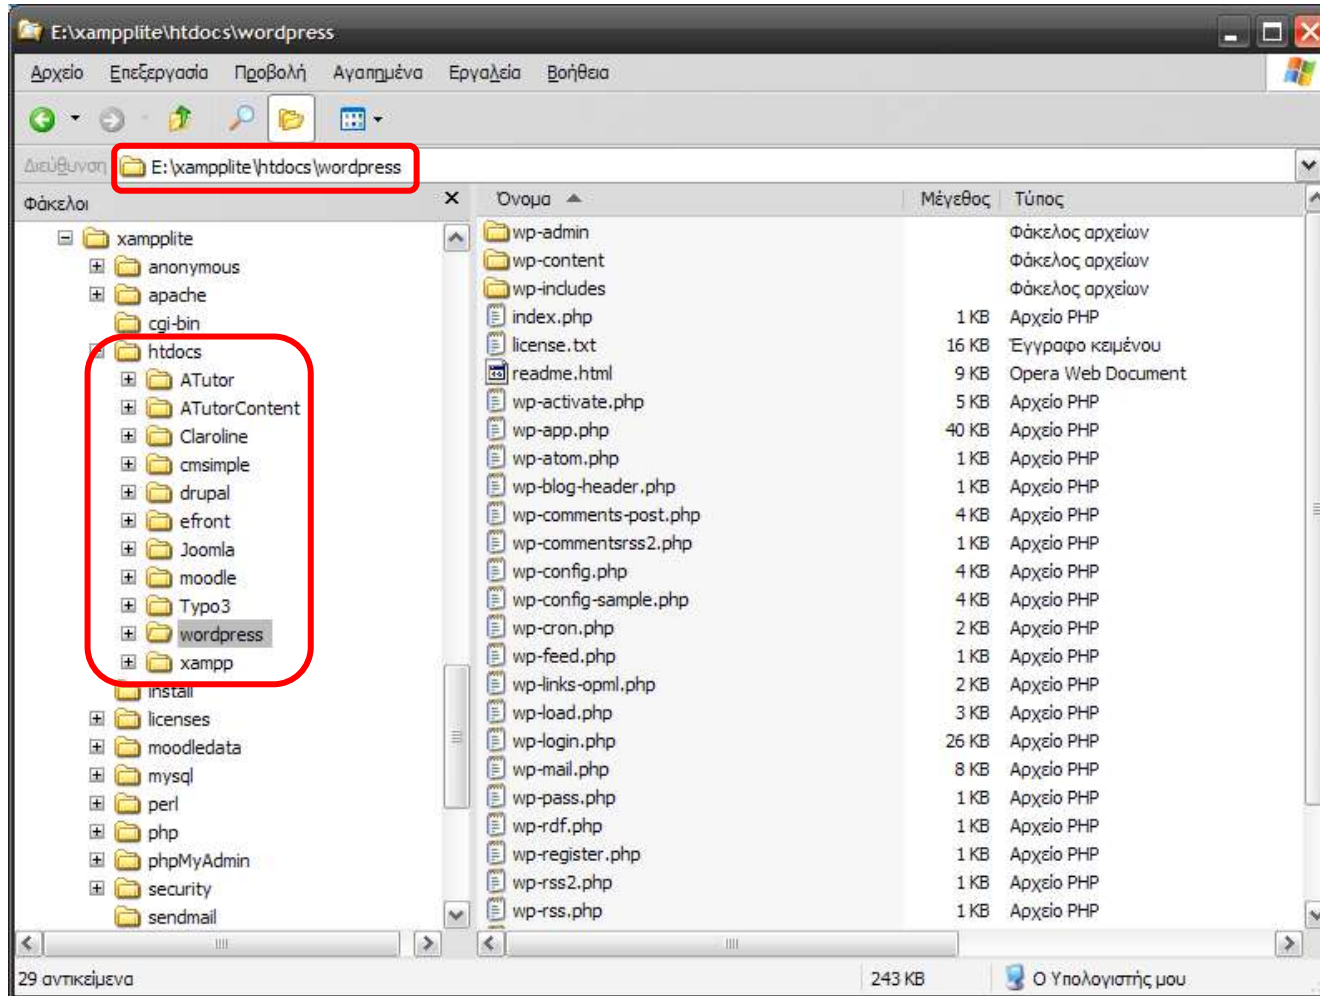 E:\xampplite\htdocs\wordpress
Αρχείο Επεξεργασία Προβολή Αγαπημένα Εργαλεία Βοήθεια
Διεύθυνση E:\xampplite\htdocs\wordpress
Φάκελοι
xampplite
anonymous
apache
cgi-bin
htdocs
ATutor
ATutorContent
Claroline
cmsimple
drupal
efront
Joomla
moodle
Typo3
wordpress
xampp
install
licenses
moodledata
mysql
perl
php
phpMyAdmin
security
sendmail
Όνομα Μέγεθος Τύπος
wp-admin Φάκελος αρχείων
wp-content Φάκελος αρχείων
wp-includes Φάκελος αρχείων
index.php 1 KB Αρχείο PHP
license.txt 16 KB Έγγραφο κειμένου
readme.html 9 KB Opera Web Document
wp-activate.php 5 KB Αρχείο PHP
wp-app.php 40 KB Αρχείο PHP
wp-atom.php 1 KB Αρχείο PHP
wp-blog-header.php 1 KB Αρχείο PHP
wp-comments-post.php 4 KB Αρχείο PHP
wp-commentsrss2.php 1 KB Αρχείο PHP
wp-config.php 4 KB Αρχείο PHP
wp-config-sample.php 4 KB Αρχείο PHP
wp-cron.php 2 KB Αρχείο PHP
wp-feed.php 1 KB Αρχείο PHP
wp-links-opml.php 2 KB Αρχείο PHP
wp-load.php 3 KB Αρχείο PHP
wp-login.php 26 KB Αρχείο PHP
wp-mail.php 8 KB Αρχείο PHP
wp-pass.php 1 KB Αρχείο PHP
wp-rdf.php 1 KB Αρχείο PHP
wp-register.php 1 KB Αρχείο PHP
wp-rss2.php 1 KB Αρχείο PHP
wp-rss.php 1 KB Αρχείο PHP
29 αντικείμενα 243 KB Ο Υπολογιστής μου